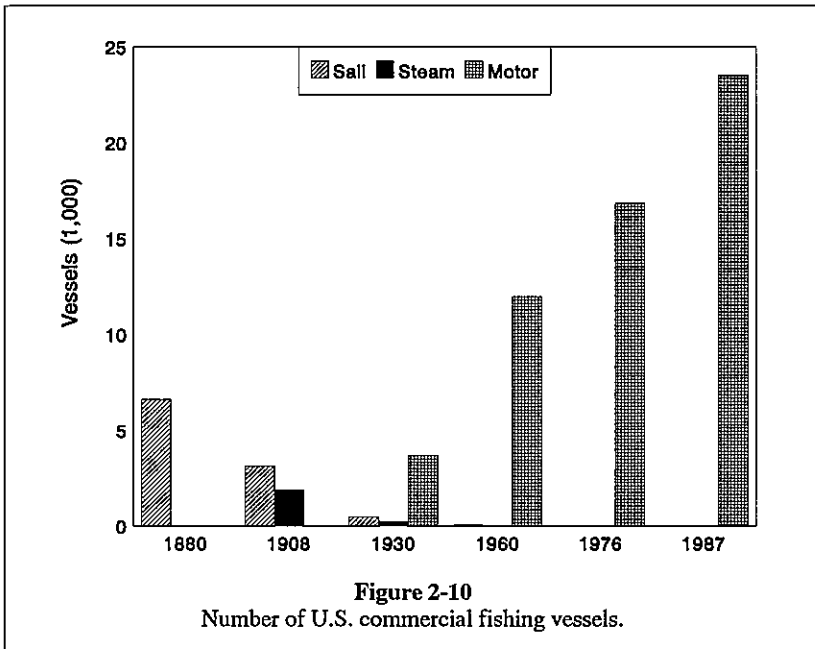 25
20
15
10
5
0
Vessels (1,000)
Sail Steam Motor
1880 1908 1930 1960 1976 1987
Figure 2-10
Number of U.S. commercial fishing vessels.